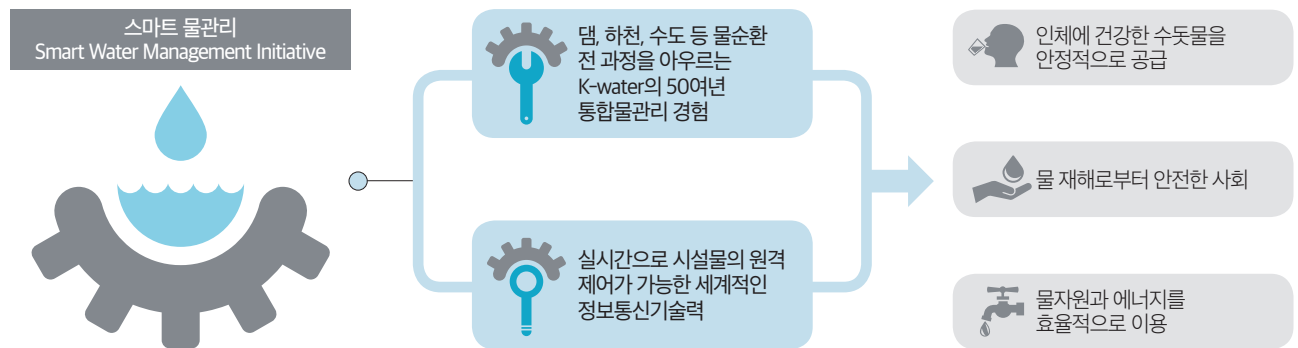 스마트 물관리
Smart Water Management Initiative
댐, 하천, 수도 등 물순환
전 과정을 아우르는
K-water의 50여년
통합물관리 경험
실시간으로 시설물의 원격
제어가 가능한 세계적인
정보통신기술력
인체에 건강한 수돗물을
안정적으로 공급
물 재해로부터 안전한 사회
물자원과 에너지를
효율적으로 이용